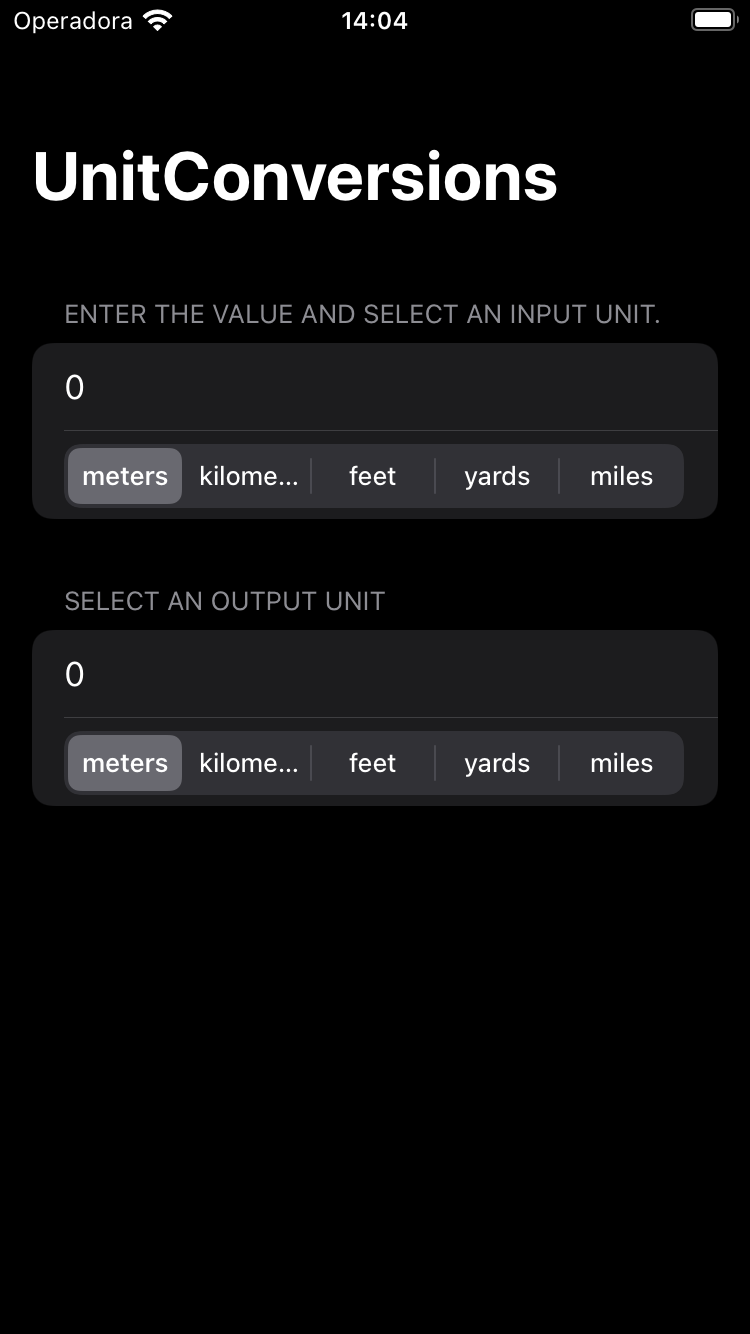 Operadora 14:04
UnitConversions
ENTER THE VALUE AND SELECT AN INPUT UNIT.
0
meters kilome... feet yards miles
SELECT AN OUTPUT UNIT
0
meters kilome... feet yards miles